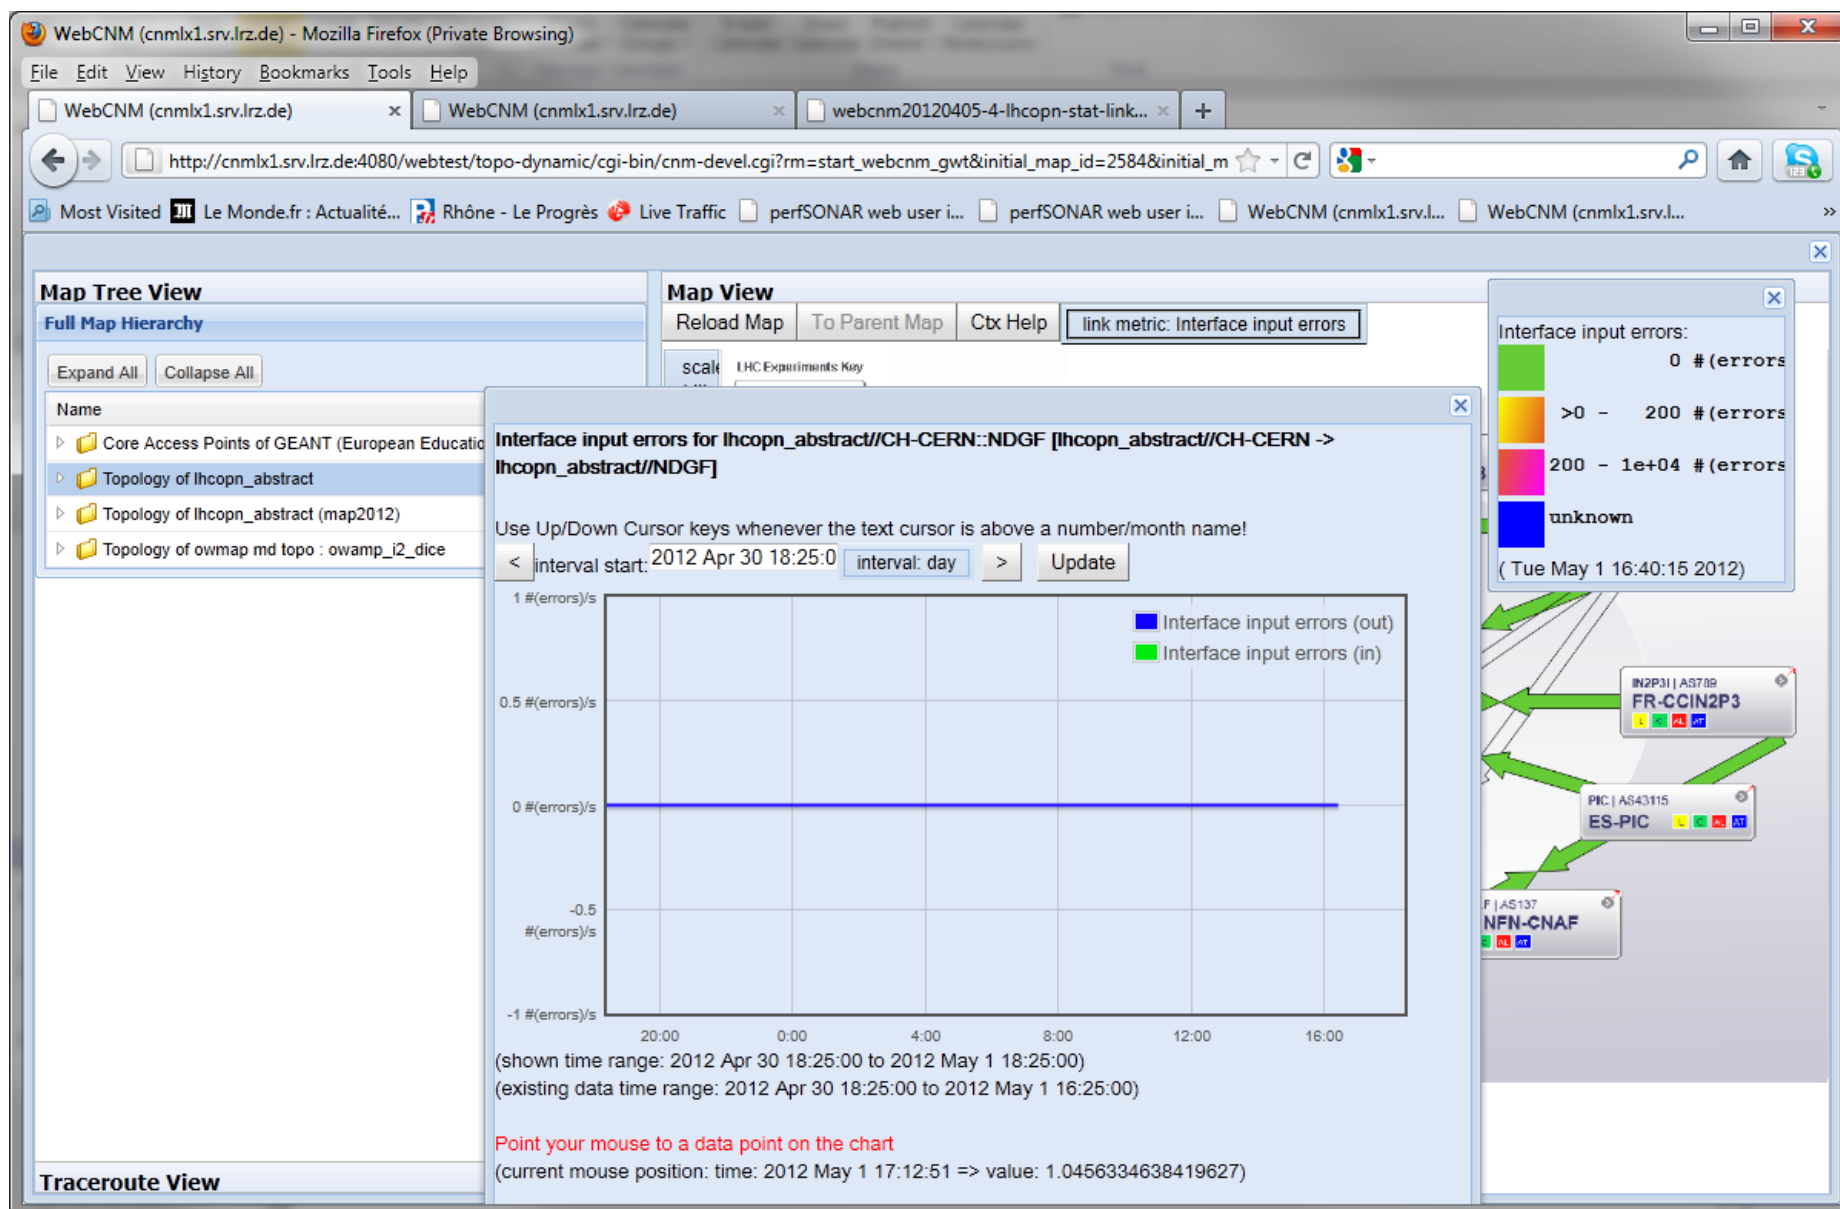 WebCNM (cnmlx1.srv.lrz.de) - Mozilla Firefox (Private Browsing)
File Edit View History Bookmarks Tools Help
WebCNM (cnmlx1.srv.lrz.de) x WebCNM (cnmlx1.srv.lrz.de) x webcnm20120405-4-lhcopn-stat-link... x +
http://cnmlx1.srv.lrz.de:4080/webtest/topo-dynamic/cgi-bin/cnm-devel.cgi?rm=start_webcnm_gwt&initial_map_id=2584&initial_m
Most Visited Le Monde.fr : Actualité... Rhône - Le Progrès Live Traffic perfSONAR web user i... perfSONAR web user i... WebCNM (cnmlx1.srv.l... WebCNM (cnmlx1.srv.l... »
Map Tree View
Full Map Hierarchy
Expand All Collapse All
Name
Core Access Points of GEANT (European Educatio
Topology of lhcopn_abstract
Topology of lhcopn_abstract (map2012)
Topology of owmap md topo : owamp_i2_dice
Traceroute View
Map View
Reload Map To Parent Map Ctx Help link metric: Interface input errors
scale LHC Experiments Key
Interface input errors:
0 #(errors
>0 - 200 #(errors
200 - 1e+04 #(errors
unknown
( Tue May 1 16:40:15 2012)
Interface input errors for lhcopn_abstract//CH-CERN::NDGF [lhcopn_abstract//CH-CERN ->
lhcopn_abstract//NDGF]
Use Up/Down Cursor keys whenever the text cursor is above a number/month name!
< interval start: 2012 Apr 30 18:25:0 interval: day > Update
1 #(errors)/s
0.5 #(errors)/s
0 #(errors)/s
-0.5
#(errors)/s
-1 #(errors)/s
Interface input errors (out)
Interface input errors (in)
20:00 0:00 4:00 8:00 12:00 16:00
(shown time range: 2012 Apr 30 18:25:00 to 2012 May 1 18:25:00)
(existing data time range: 2012 Apr 30 18:25:00 to 2012 May 1 16:25:00)
Point your mouse to a data point on the chart
(current mouse position: time: 2012 May 1 17:12:51 => value: 1.0456334638419627)
IN2P3I | AS789
FR-CCIN2P3
L C AL AT
PIC | AS43115
ES-PIC L C AL AT
F | AS137
NFN-CNAF
C AL AT